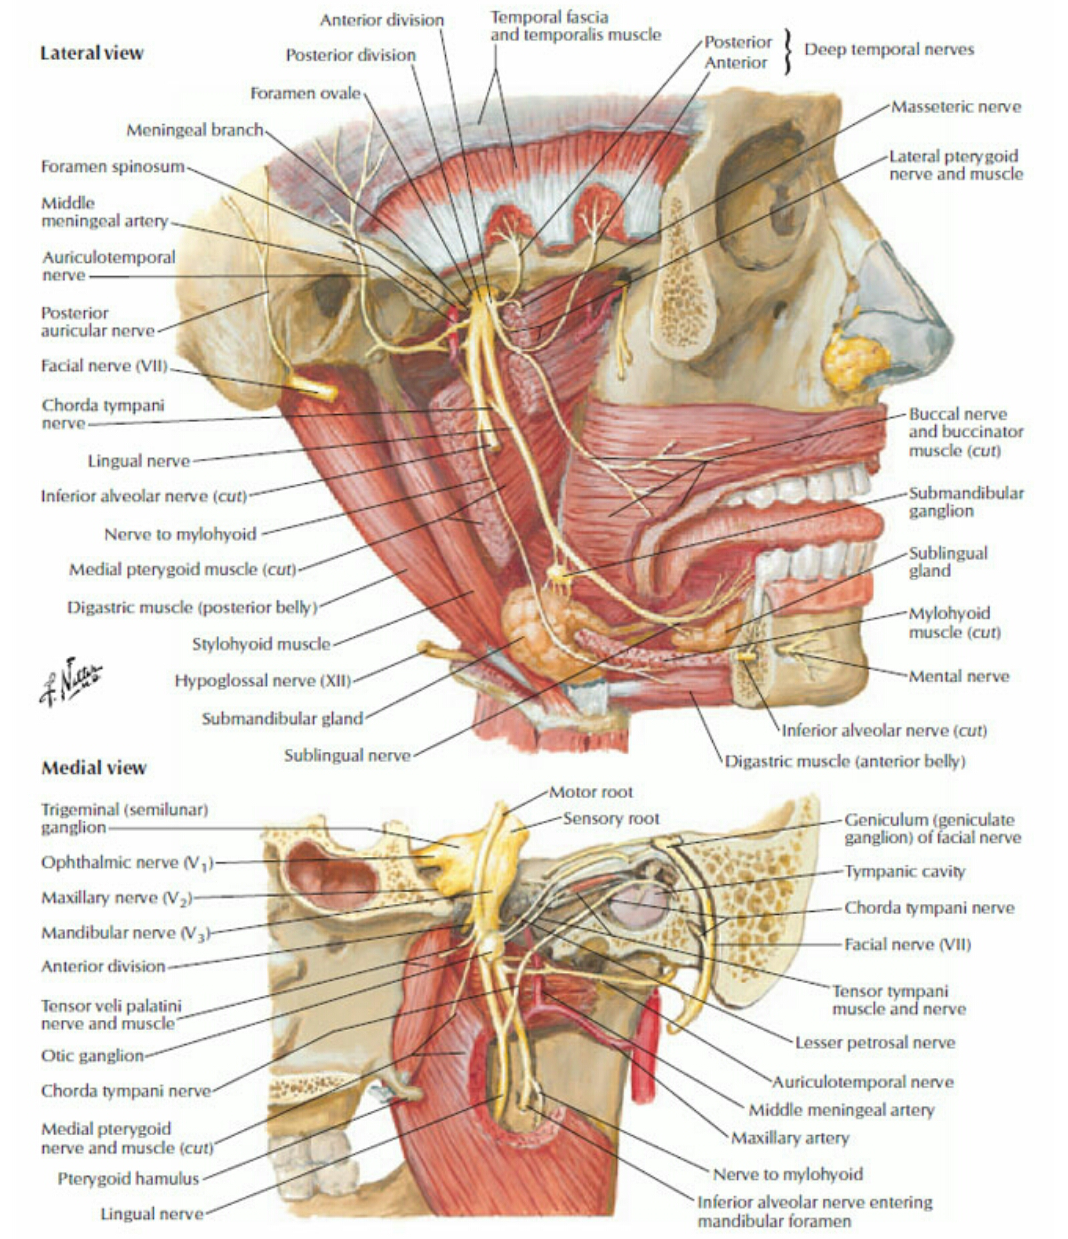 Lateral view
Anterior division
Posterior division
Foramen ovale
Meningeal branch
Foramen spinosum
Middle
meningeal artery
Auriculotemporal
nerve
Posterior
auricular nerve
Facial nerve (VII)
Chorda tympani
nerve
Lingual nerve
Inferior alveolar nerve (cut)
Nerve to mylohyoid
Medial pterygoid muscle (cut)
Digastric muscle (posterior belly)
Stylohyoid muscle
Hypoglossal nerve (XII)
Submandibular gland
Sublingual nerve
Temporal fascia
and temporalis muscle
Posterior
Anterior
Deep temporal nerves
Masseteric nerve
Lateral pterygoid
nerve and muscle
Buccal nerve
and buccinator
muscle (cut)
Submandibular
ganglion
Sublingual
gland
Mylohyoid
muscle (cut)
Mental nerve
Inferior alveolar nerve (cut)
Digastric muscle (anterior belly)
F. Netter
M.D.
Medial view
Trigeminal (semilunar)
ganglion
Ophthalmic nerve (V1)
Maxillary nerve (V2)
Mandibular nerve (V3)
Anterior division
Tensor veli palatini
nerve and muscle
Otic ganglion
Chorda tympani nerve
Medial pterygoid
nerve and muscle (cut)
Pterygoid hamulus
Lingual nerve
Motor root
Sensory root
Geniculum (geniculate
ganglion) of facial nerve
Tympanic cavity
Chorda tympani nerve
Facial nerve (VII)
Tensor tympani
muscle and nerve
Lesser petrosal nerve
Auriculotemporal nerve
Middle meningeal artery
Maxillary artery
Nerve to mylohyoid
Inferior alveolar nerve entering
mandibular foramen